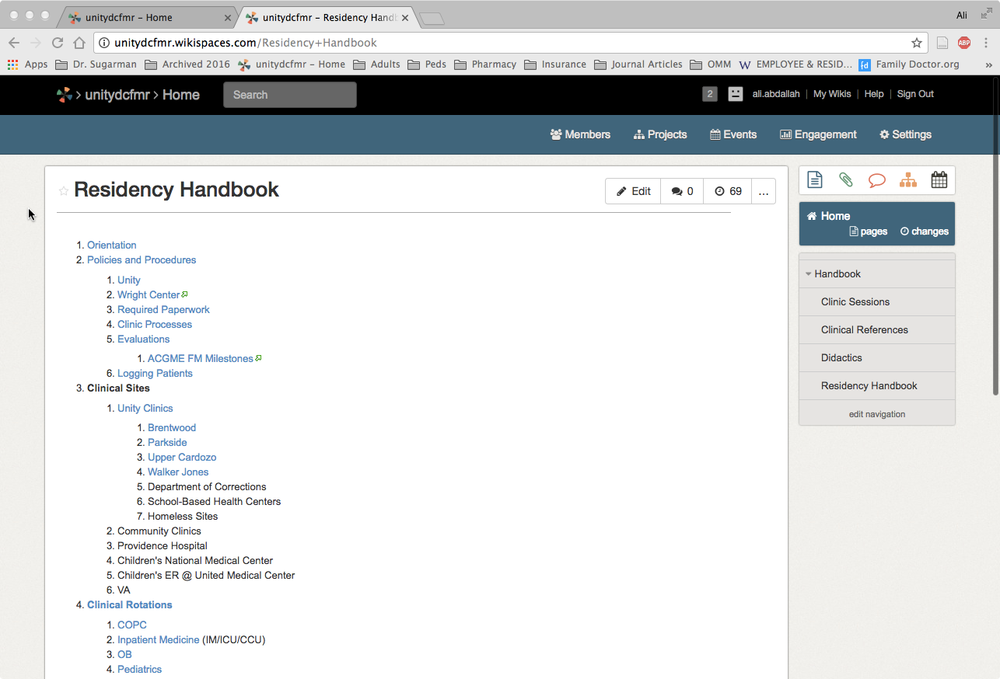 unitydcfmr – Home
unitydcfmr – Residency Handb
Ali
unitydcfmr.wikispaces.com/Residency+Handbook
ABP
Apps Dr. Sugarman Archived 2016 unitydcfmr – Home Adults Peds Pharmacy Insurance Journal Articles OMM W EMPLOYEE & RESID... fd Family Doctor.org »
> unitydcfmr > Home
Search
2 ali.abdallah | My Wikis | Help | Sign Out
Members Projects Events Engagement Settings
Residency Handbook
Edit 0 69 ...
1. Orientation
2. Policies and Procedures
1. Unity
2. Wright Center
3. Required Paperwork
4. Clinic Processes
5. Evaluations
1. ACGME FM Milestones
6. Logging Patients
3. Clinical Sites
1. Unity Clinics
1. Brentwood
2. Parkside
3. Upper Cardozo
4. Walker Jones
5. Department of Corrections
6. School-Based Health Centers
7. Homeless Sites
2. Community Clinics
3. Providence Hospital
4. Children's National Medical Center
5. Children's ER @ United Medical Center
6. VA
4. Clinical Rotations
1. COPC
2. Inpatient Medicine (IM/ICU/CCU)
3. OB
4. Pediatrics
Home
pages changes
Handbook
Clinic Sessions
Clinical References
Didactics
Residency Handbook
edit navigation